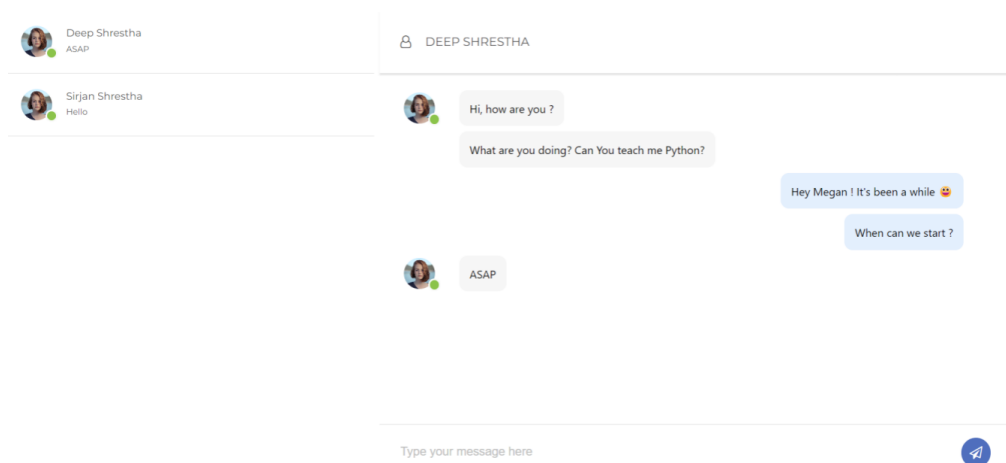 Deep Shrestha
ASAP
Sirjan Shrestha
Hello
DEEP SHRESTHA
Hi, how are you ?
What are you doing? Can You teach me Python?
Hey Megan ! It's been a while 😃
When can we start ?
ASAP
Type your message here